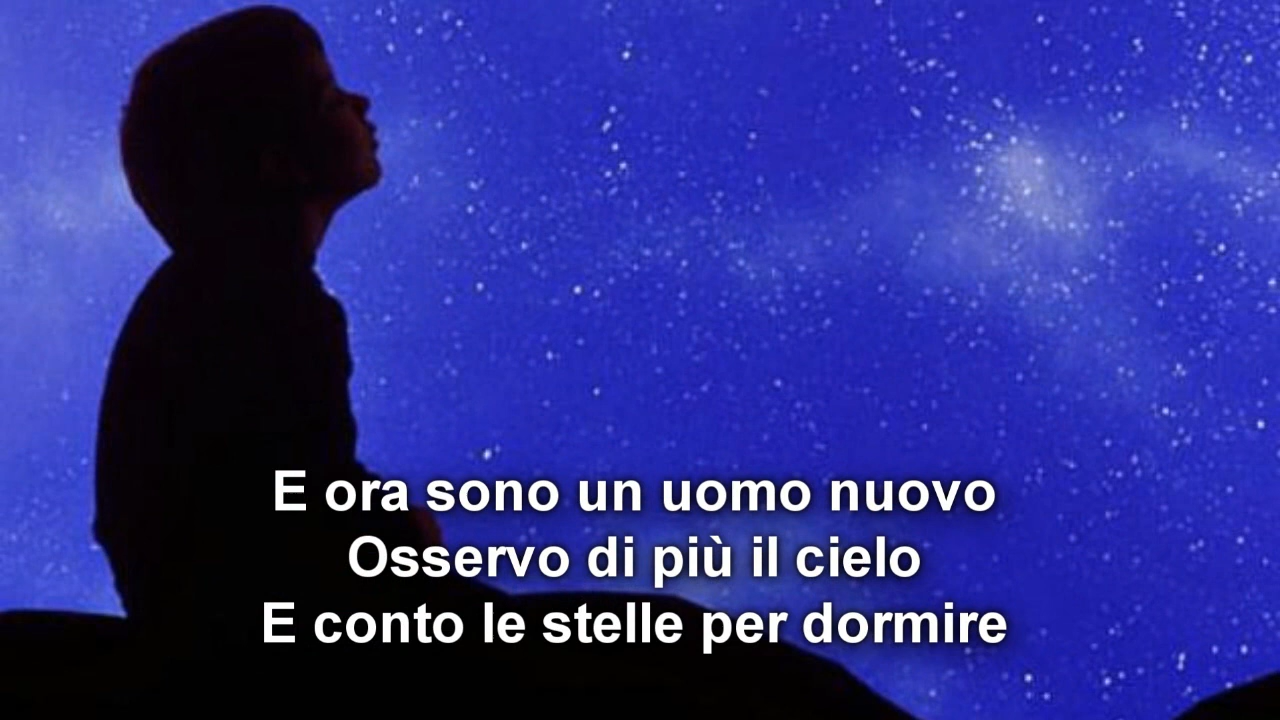 E ora sono un uomo nuovo
Osservo di più il cielo
E conto le stelle per dormire